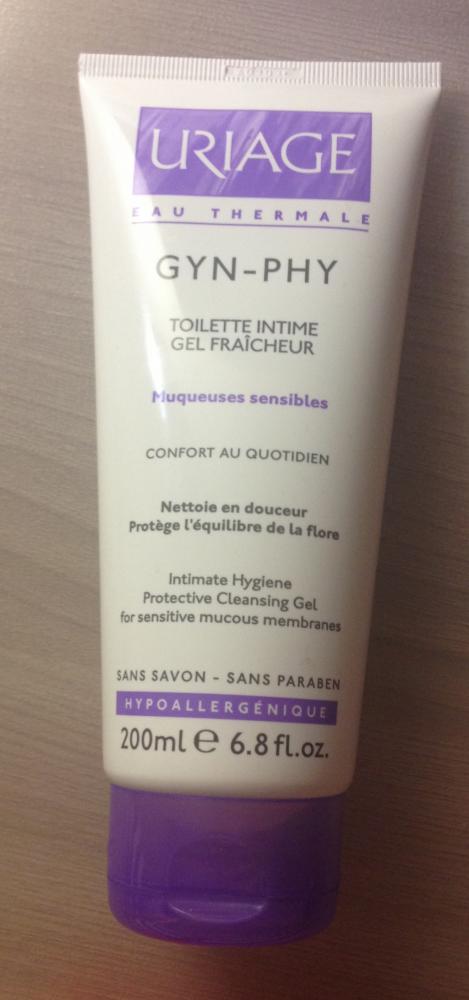 URIAGE
EAU THERMALE
GYN-PHY
TOILETTE INTIME
GEL FRAÎCHEUR
Muqueuses sensibles
CONFORT AU QUOTIDIEN
Nettoie en douceur
Protège l'équilibre de la flore
Intimate Hygiene
Protective Cleansing Gel
for sensitive mucous membranes
SANS SAVON - SANS PARABEN
HYPOALLERGÉNIQUE
200ml e 6.8 fl.oz.